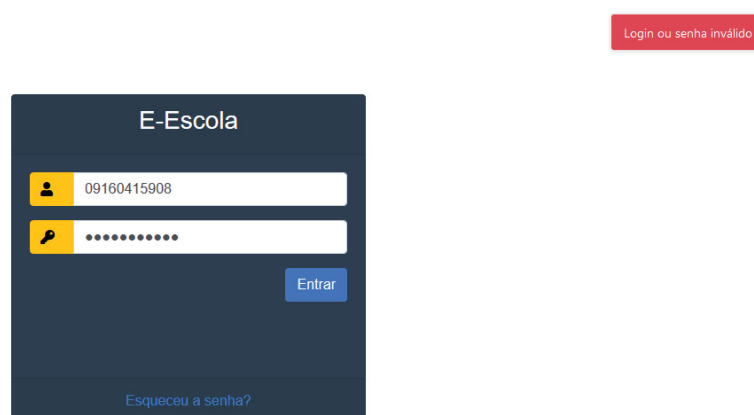 Login ou senha inválido
E-Escola
09160415908
•••••••••••
Entrar
Esqueceu a senha?